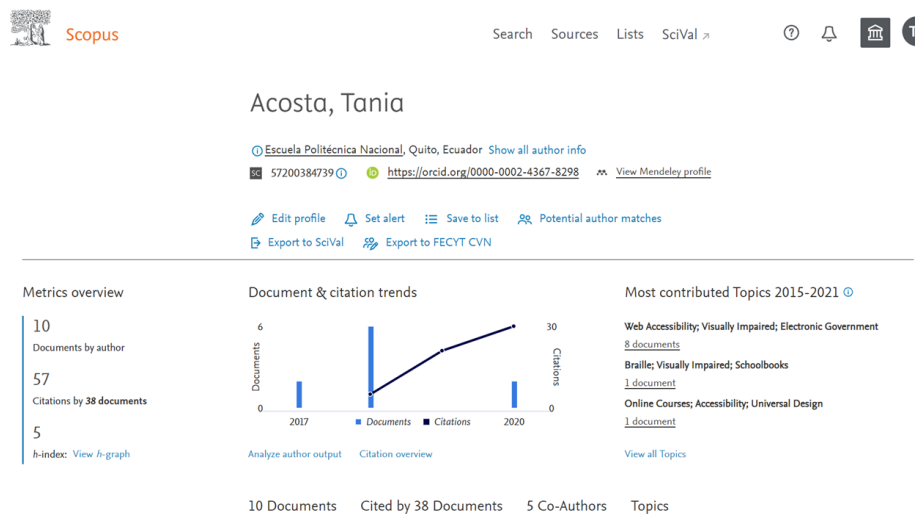 Scopus
Search Sources Lists SciVal ↗
Acosta, Tania
Escuela Politécnica Nacional, Quito, Ecuador Show all author info
SC 57200384739 iD https://orcid.org/0000-0002-4367-8298 View Mendeley profile
Edit profile Set alert Save to list Potential author matches
Export to SciVal Export to FECYT CVN
Metrics overview
10
Documents by author
57
Citations by 38 documents
5
h-index: View h-graph
Document & citation trends
6 30
Documents
Citations
0 0
2017 Documents Citations 2020
Analyze author output Citation overview
Most contributed Topics 2015-2021
Web Accessibility; Visually Impaired; Electronic Government
8 documents
Braille; Visually Impaired; Schoolbooks
1 document
Online Courses; Accessibility; Universal Design
1 document
View all Topics
10 Documents Cited by 38 Documents 5 Co-Authors Topics